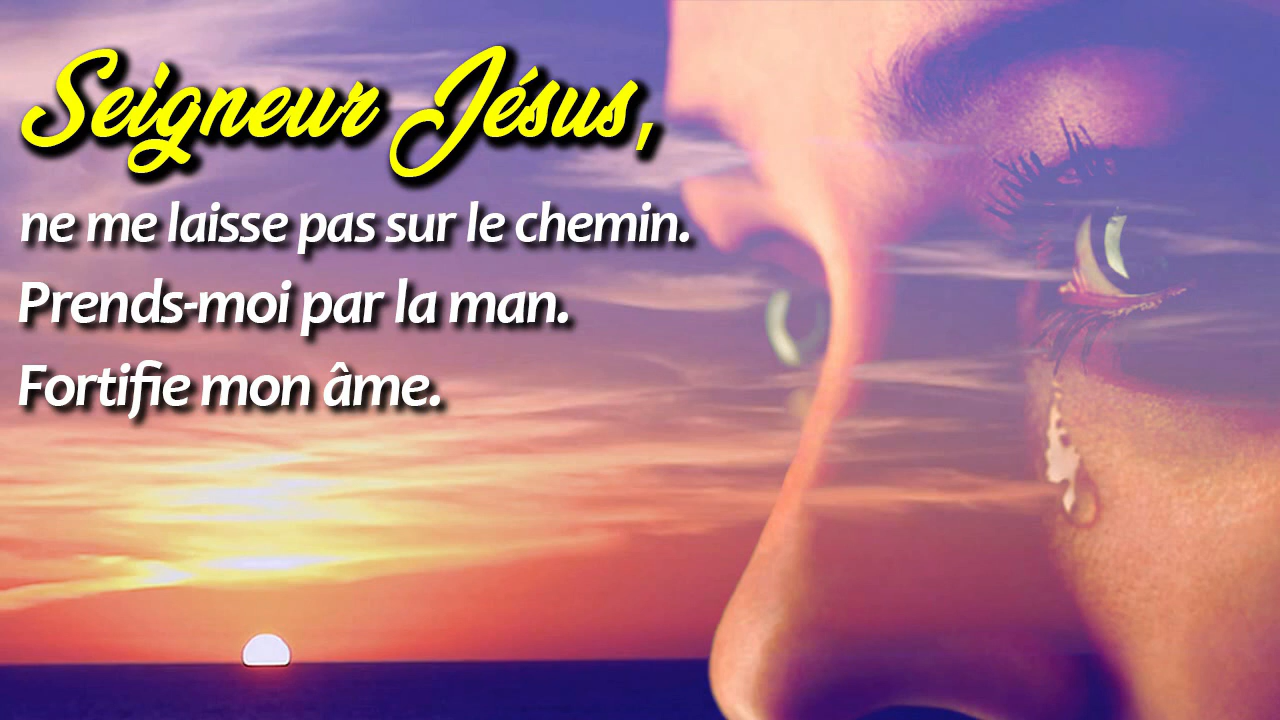 Seigneur Jésus,
ne me laisse pas sur le chemin.
Prends-moi par la man.
Fortifie mon âme.